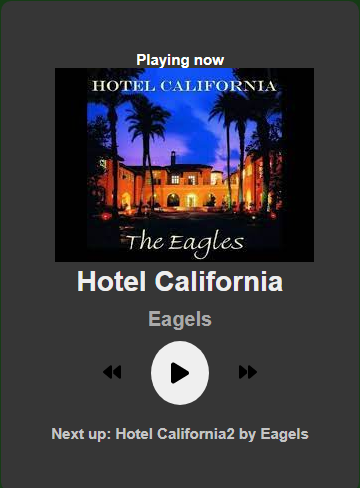 Playing now
HOTEL CALIFORNIA
The Eagles
Hotel California
Eagels
Next up: Hotel California2 by Eagels